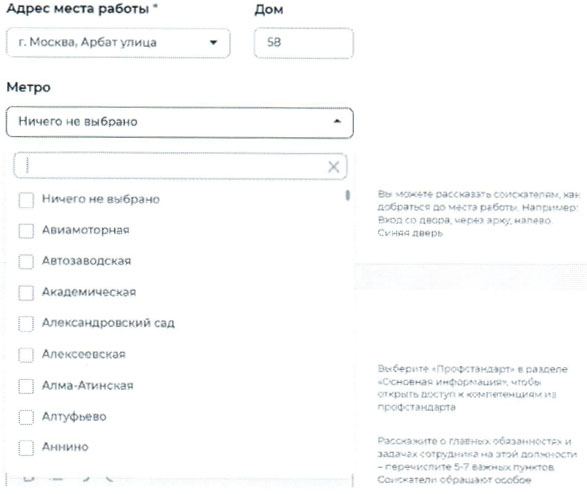 Адрес места работы *
Дом
г. Москва, Арбат улица
58
Метро
Ничего не выбрано
Ничего не выбрано
Авиамоторная
Автозаводская
Академическая
Александровский сад
Алексеевская
Алма-Атинская
Алтуфьево
Аннино
Вы можете рассказать соискателям, как
добраться до места работы. Например:
Вход со двора, через арку, налево.
Синяя дверь
Выберите «Профстандарт» в разделе
«Основная информация», чтобы
открыть доступ к компетенциям из
профстандарта
Расскажите о главных обязанностях и
задачах сотрудника на этой должности
– перечислите 5-7 важных пунктов.
Соискатели обращают особое